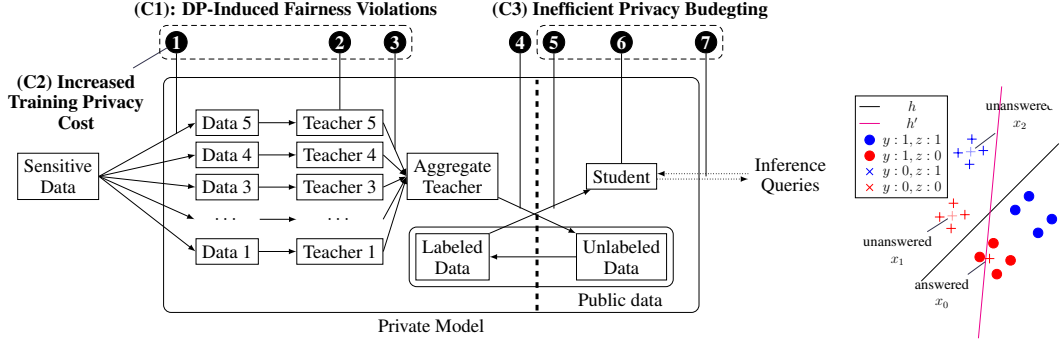 (C1): DP-Induced Fairness Violations
(C3) Inefficient Privacy Budegting
1
2
3
4
5
6
7
(C2) Increased
Training Privacy
Cost
Sensitive
Data
Data 5
Teacher 5
Data 4
Teacher 4
Data 3
Teacher 3
· · ·
· · ·
Data 1
Teacher 1
Aggregate
Teacher
Student
Inference
Queries
Labeled
Data
Unlabeled
Data
Public data
Private Model
h
h′
y : 1, z : 1
y : 1, z : 0
y : 0, z : 1
y : 0, z : 0
unanswered
x2
unanswered
x1
answered
x0